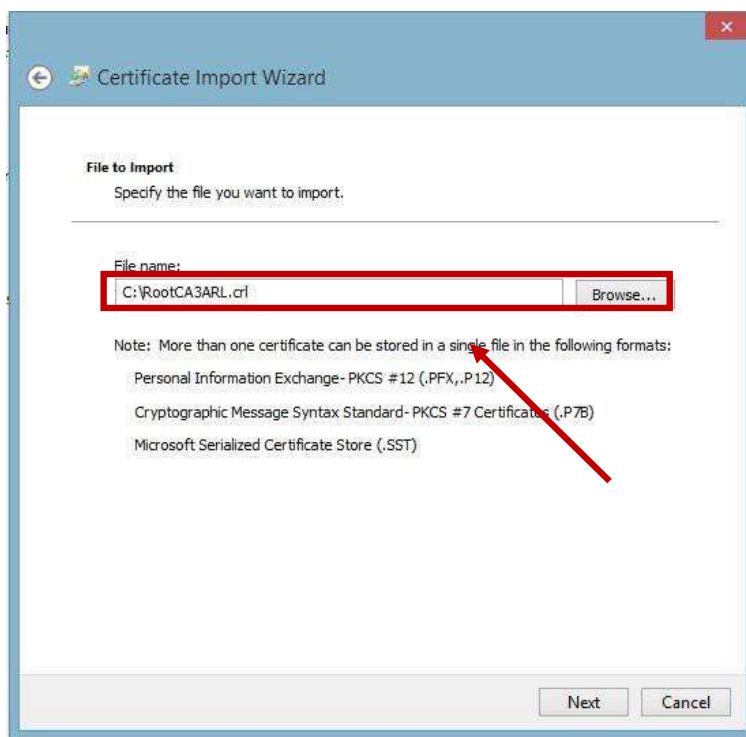 Certificate Import Wizard
File to Import
Specify the file you want to import.
File name:
C:\RootCA3ARL.crl
Browse...
Note: More than one certificate can be stored in a single file in the following formats:
Personal Information Exchange- PKCS #12 (.PFX,.P12)
Cryptographic Message Syntax Standard- PKCS #7 Certificates (.P7B)
Microsoft Serialized Certificate Store (.SST)
Next Cancel